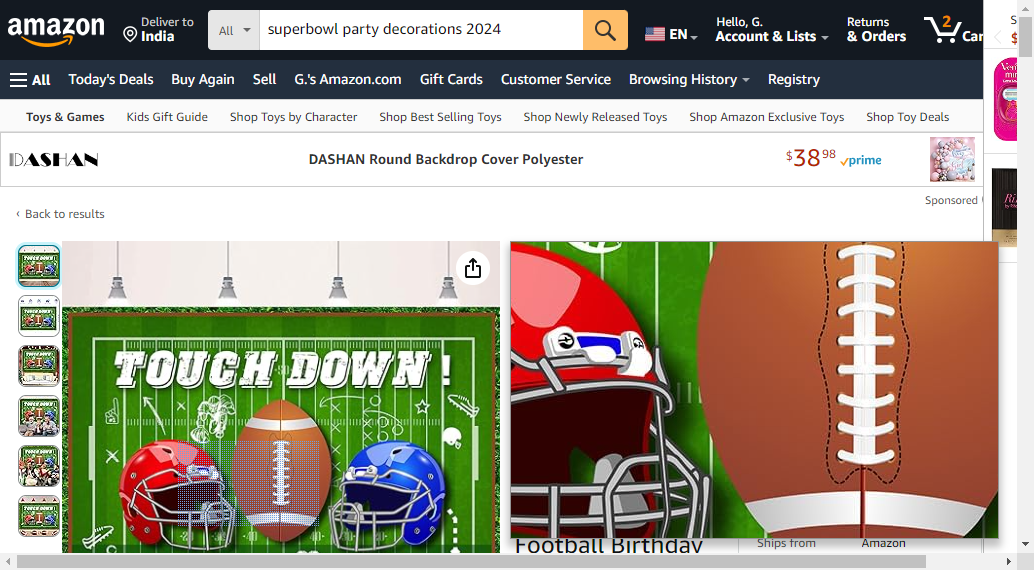 amazon
Deliver to
India
All
superbowl party decorations 2024
EN
Hello, G.
Account & Lists
Returns
& Orders
2
Car
S
$
All
Today's Deals
Buy Again
Sell
G.'s Amazon.com
Gift Cards
Customer Service
Browsing History
Registry
Toys & Games
Kids Gift Guide
Shop Toys by Character
Shop Best Selling Toys
Shop Newly Released Toys
Shop Amazon Exclusive Toys
Shop Toy Deals
DASHAN
DASHAN Round Backdrop Cover Polyester
$38 98
prime
Sponsored
‹ Back to results
TOUCH DOWN!
Football Birthday
Ships from
Amazon